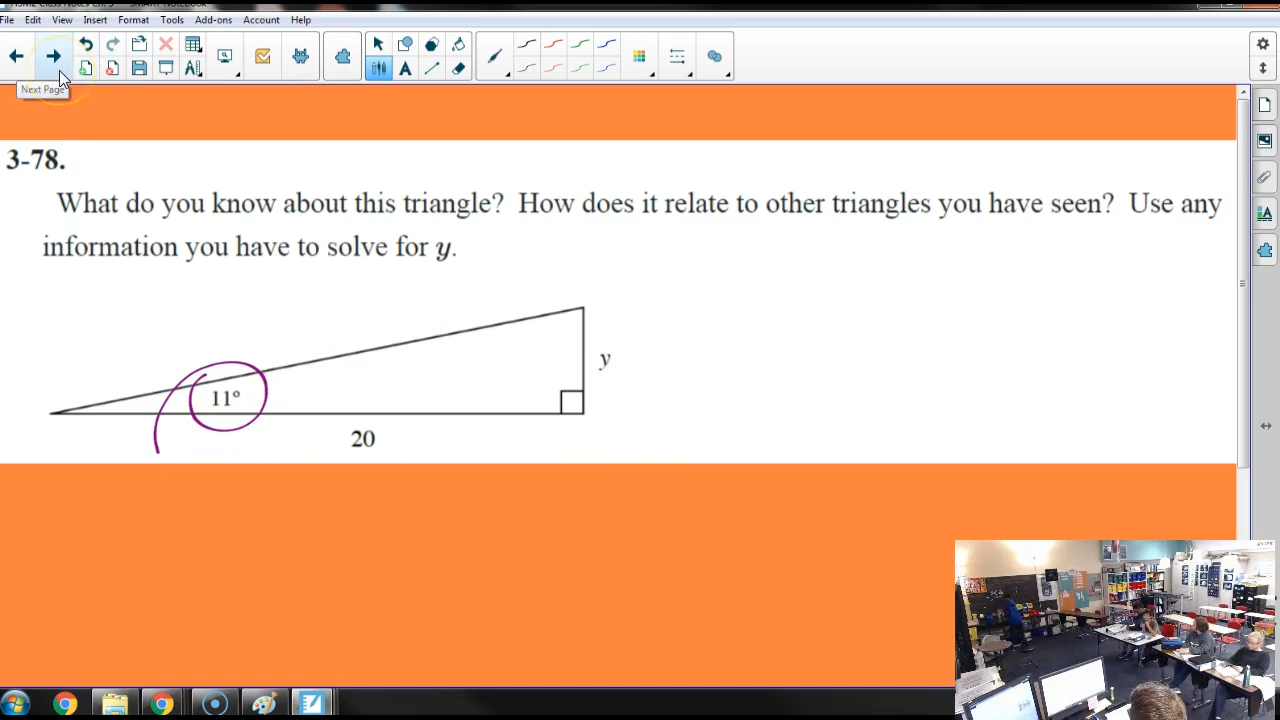 File Edit View Insert Format Tools Add-ons Account Help
Next Page
3-78.
What do you know about this triangle? How does it relate to other triangles you have seen? Use any
information you have to solve for y.
y
11°
20